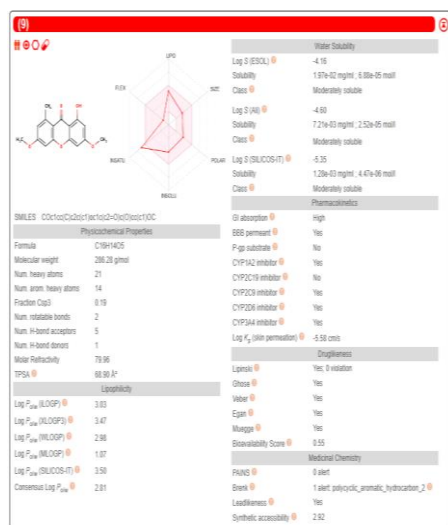 (9)
LIPO
FLEX
SIZE
INSATU
POLAR
INSOLU
CH₃
OH
H₃C
CH₃
Physicochemical Properties
Formula C16H14O5
Molecular weight 286.28 g/mol
Num. heavy atoms 21
Num. arom. heavy atoms 14
Fraction Csp3 0.19
Num. rotatable bonds 2
Num. H-bond acceptors 5
Num. H-bond donors 1
Molar Refractivity 79.96
TPSA 68.90 Å²
Lipophilicity
Log Po/w (iLOGP) 3.03
Log Po/w (XLOGP3) 3.47
Log Po/w (WLOGP) 2.98
Log Po/w (MLOGP) 1.07
Log Po/w (SILICOS-IT) 3.50
Consensus Log Po/w 2.81
Water Solubility
Log S (ESOL) -4.16
Solubility 1.97e-02 mg/ml ; 6.88e-05 mol/l
Class Moderately soluble
Log S (Ali) -4.60
Solubility 7.21e-03 mg/ml ; 2.52e-05 mol/l
Class Moderately soluble
Log S (SILICOS-IT) -5.35
Solubility 1.28e-03 mg/ml ; 4.47e-06 mol/l
Class Moderately soluble
Pharmacokinetics
GI absorption High
BBB permeant Yes
P-gp substrate No
CYP1A2 inhibitor Yes
CYP2C19 inhibitor No
CYP2C9 inhibitor Yes
CYP2D6 inhibitor Yes
CYP3A4 inhibitor Yes
Log Kp (skin permeation) -5.58 cm/s
Druglikeness
Lipinski Yes; 0 violation
Ghose Yes
Veber Yes
Egan Yes
Muegge Yes
Bioavailability Score 0.55
Medicinal Chemistry
PAINS 0 alert
Brenk 1 alert: polycyclic_aromatic_hydrocarbon_2
Leadlikeness Yes
Synthetic accessibility 2.92